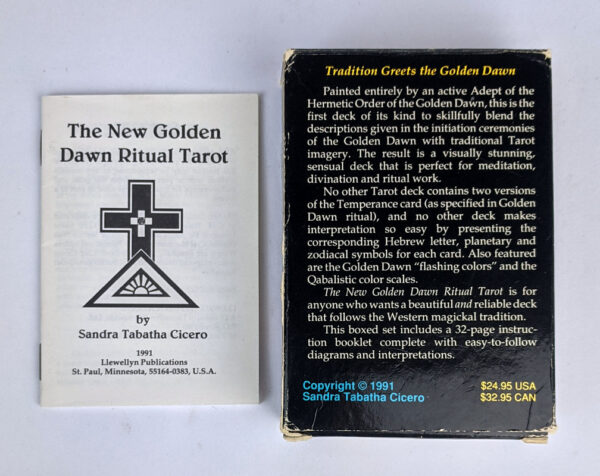 The New Golden
Dawn Ritual Tarot
by
Sandra Tabatha Cicero
1991
Llewellyn Publications
St. Paul, Minnesota, 55164-0383, U.S.A.
Tradition Greets the Golden Dawn
Painted entirely by an active Adept of the
Hermetic Order of the Golden Dawn, this is the
first deck of its kind to skillfully blend the
descriptions given in the initiation ceremonies
of the Golden Dawn with traditional Tarot
imagery. The result is a visually stunning,
sensual deck that is perfect for meditation,
divination and ritual work.
No other Tarot deck contains two versions
of the Temperance card (as specified in Golden
Dawn ritual), and no other deck makes
interpretation so easy by presenting the
corresponding Hebrew letter, planetary and
zodiacal symbols for each card. Also featured
are the Golden Dawn "flashing colors" and the
Qabalistic color scales.
The New Golden Dawn Ritual Tarot is for
anyone who wants a beautiful and reliable deck
that follows the Western magickal tradition.
This boxed set includes a 32-page instruc-
tion booklet complete with easy-to-follow
diagrams and interpretations.
Copyright © 1991
Sandra Tabatha Cicero
$24.95 USA
$32.95 CAN